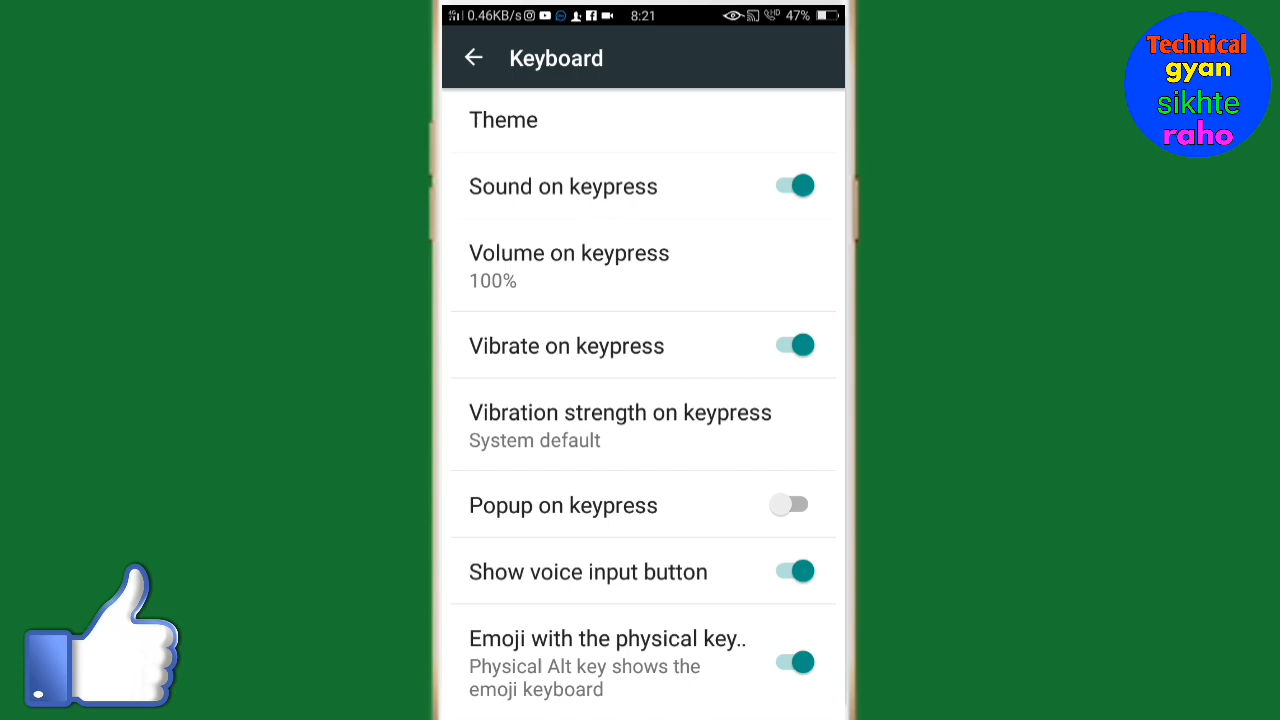 4G 0.46KB/s 8:21 HD 47%
Keyboard
Technical
gyan
sikhte
raho
Theme
Sound on keypress
Volume on keypress
100%
Vibrate on keypress
Vibration strength on keypress
System default
Popup on keypress
Show voice input button
Emoji with the physical key..
Physical Alt key shows the
emoji keyboard